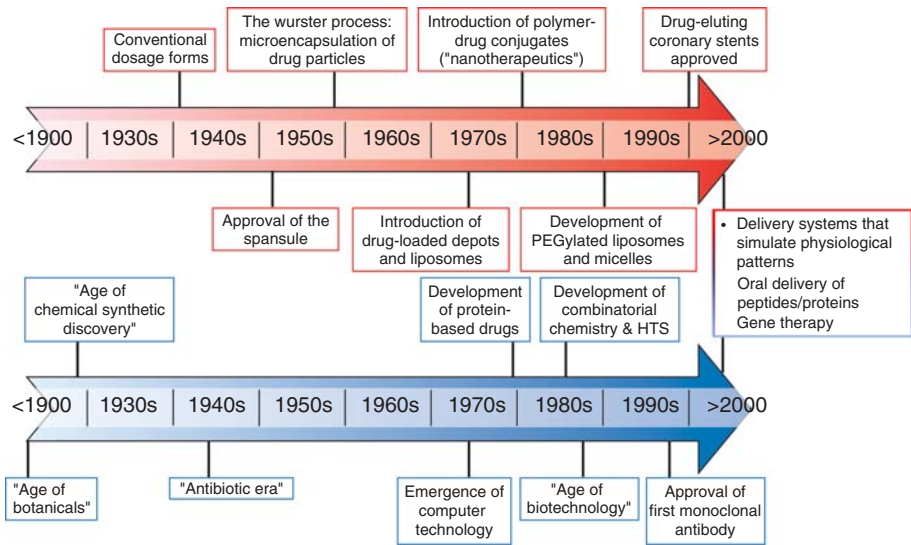 Conventional
dosage forms
The wurster process:
microencapsulation of
drug particles
Introduction of polymer-
drug conjugates
("nanotherapeutics")
Drug-eluting
coronary stents
approved
<1900 1930s 1940s 1950s 1960s 1970s 1980s 1990s >2000
Approval of the
spansule
Introduction of
drug-loaded depots
and liposomes
Development of
PEGylated liposomes
and micelles
• Delivery systems that
simulate physiological
patterns
Oral delivery of
peptides/proteins
Gene therapy
"Age of
chemical synthetic
discovery"
Development
of protein-
based drugs
Development of
combinatorial
chemistry & HTS
<1900 1930s 1940s 1950s 1960s 1970s 1980s 1990s >2000
"Age of
botanicals"
"Antibiotic era"
Emergence of
computer
technology
"Age of
biotechnology"
Approval of
first monoclonal
antibody